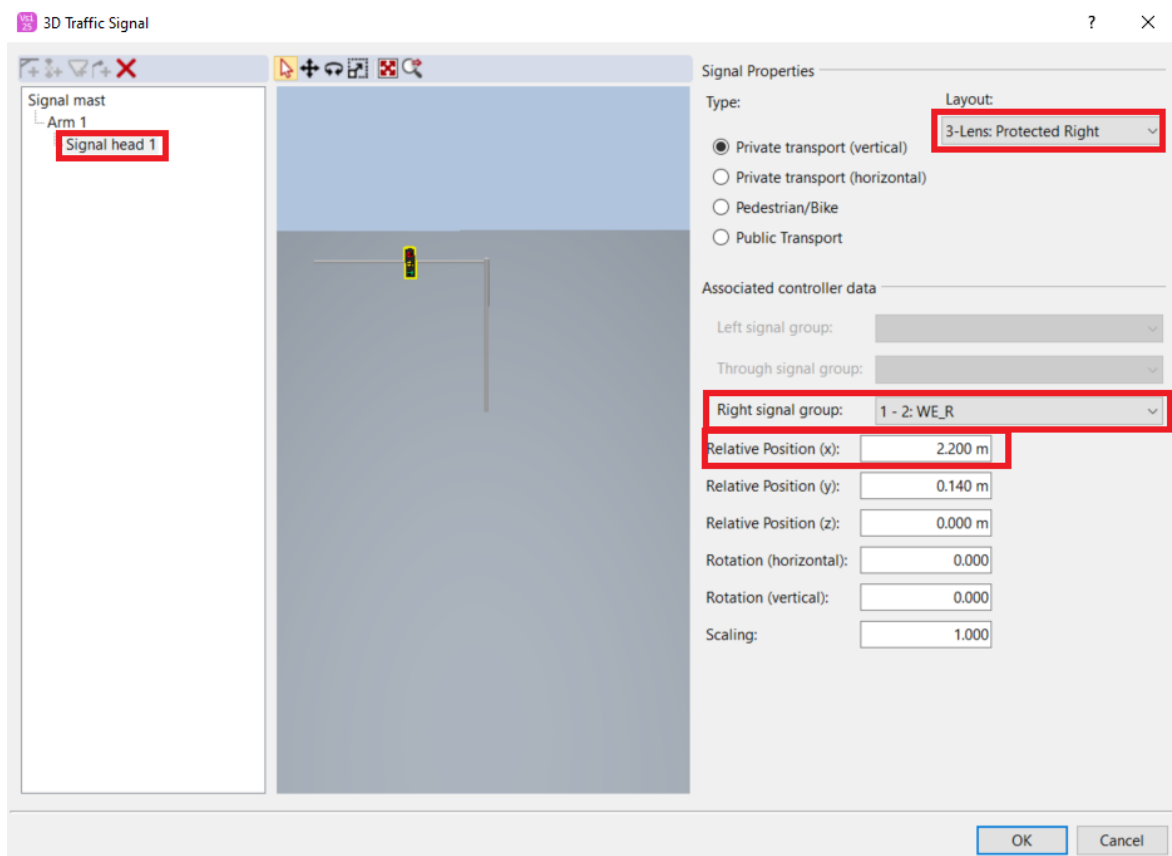 Vsi
25
3D Traffic Signal
?
Signal mast
Arm 1
Signal head 1
Signal Properties
Type:
Layout:
3-Lens: Protected Right
Private transport (vertical)
Private transport (horizontal)
Pedestrian/Bike
Public Transport
Associated controller data
Left signal group:
Through signal group:
Right signal group: 1 - 2: WE_R
Relative Position (x): 2.200 m
Relative Position (y): 0.140 m
Relative Position (z): 0.000 m
Rotation (horizontal): 0.000
Rotation (vertical): 0.000
Scaling: 1.000
OK Cancel